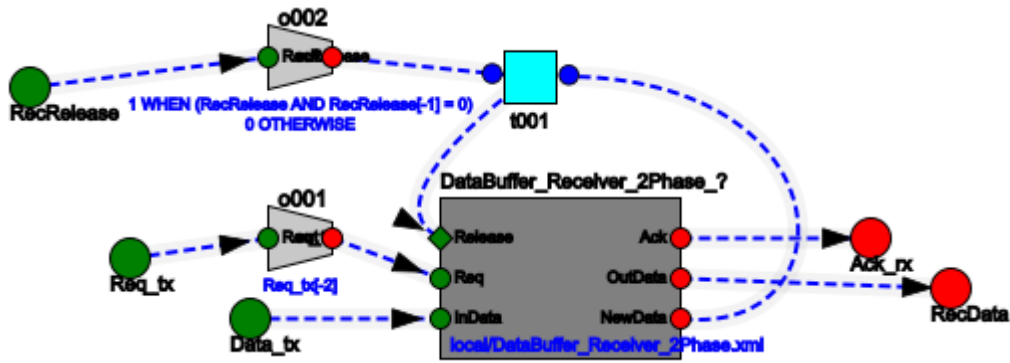 o002
RecRelease
1 WHEN (RecRelease AND RecRelease[-1] = 0)
0 OTHERWISE
t001
DataBuffer_Receiver_2Phase_?
o001
Release
Ack
Req_tx
Req_tx[-2]
Req
OutData
Ack_rx
Data_tx
InData
NewData
RecData
local/DataBuffer_Receiver_2Phase.xml